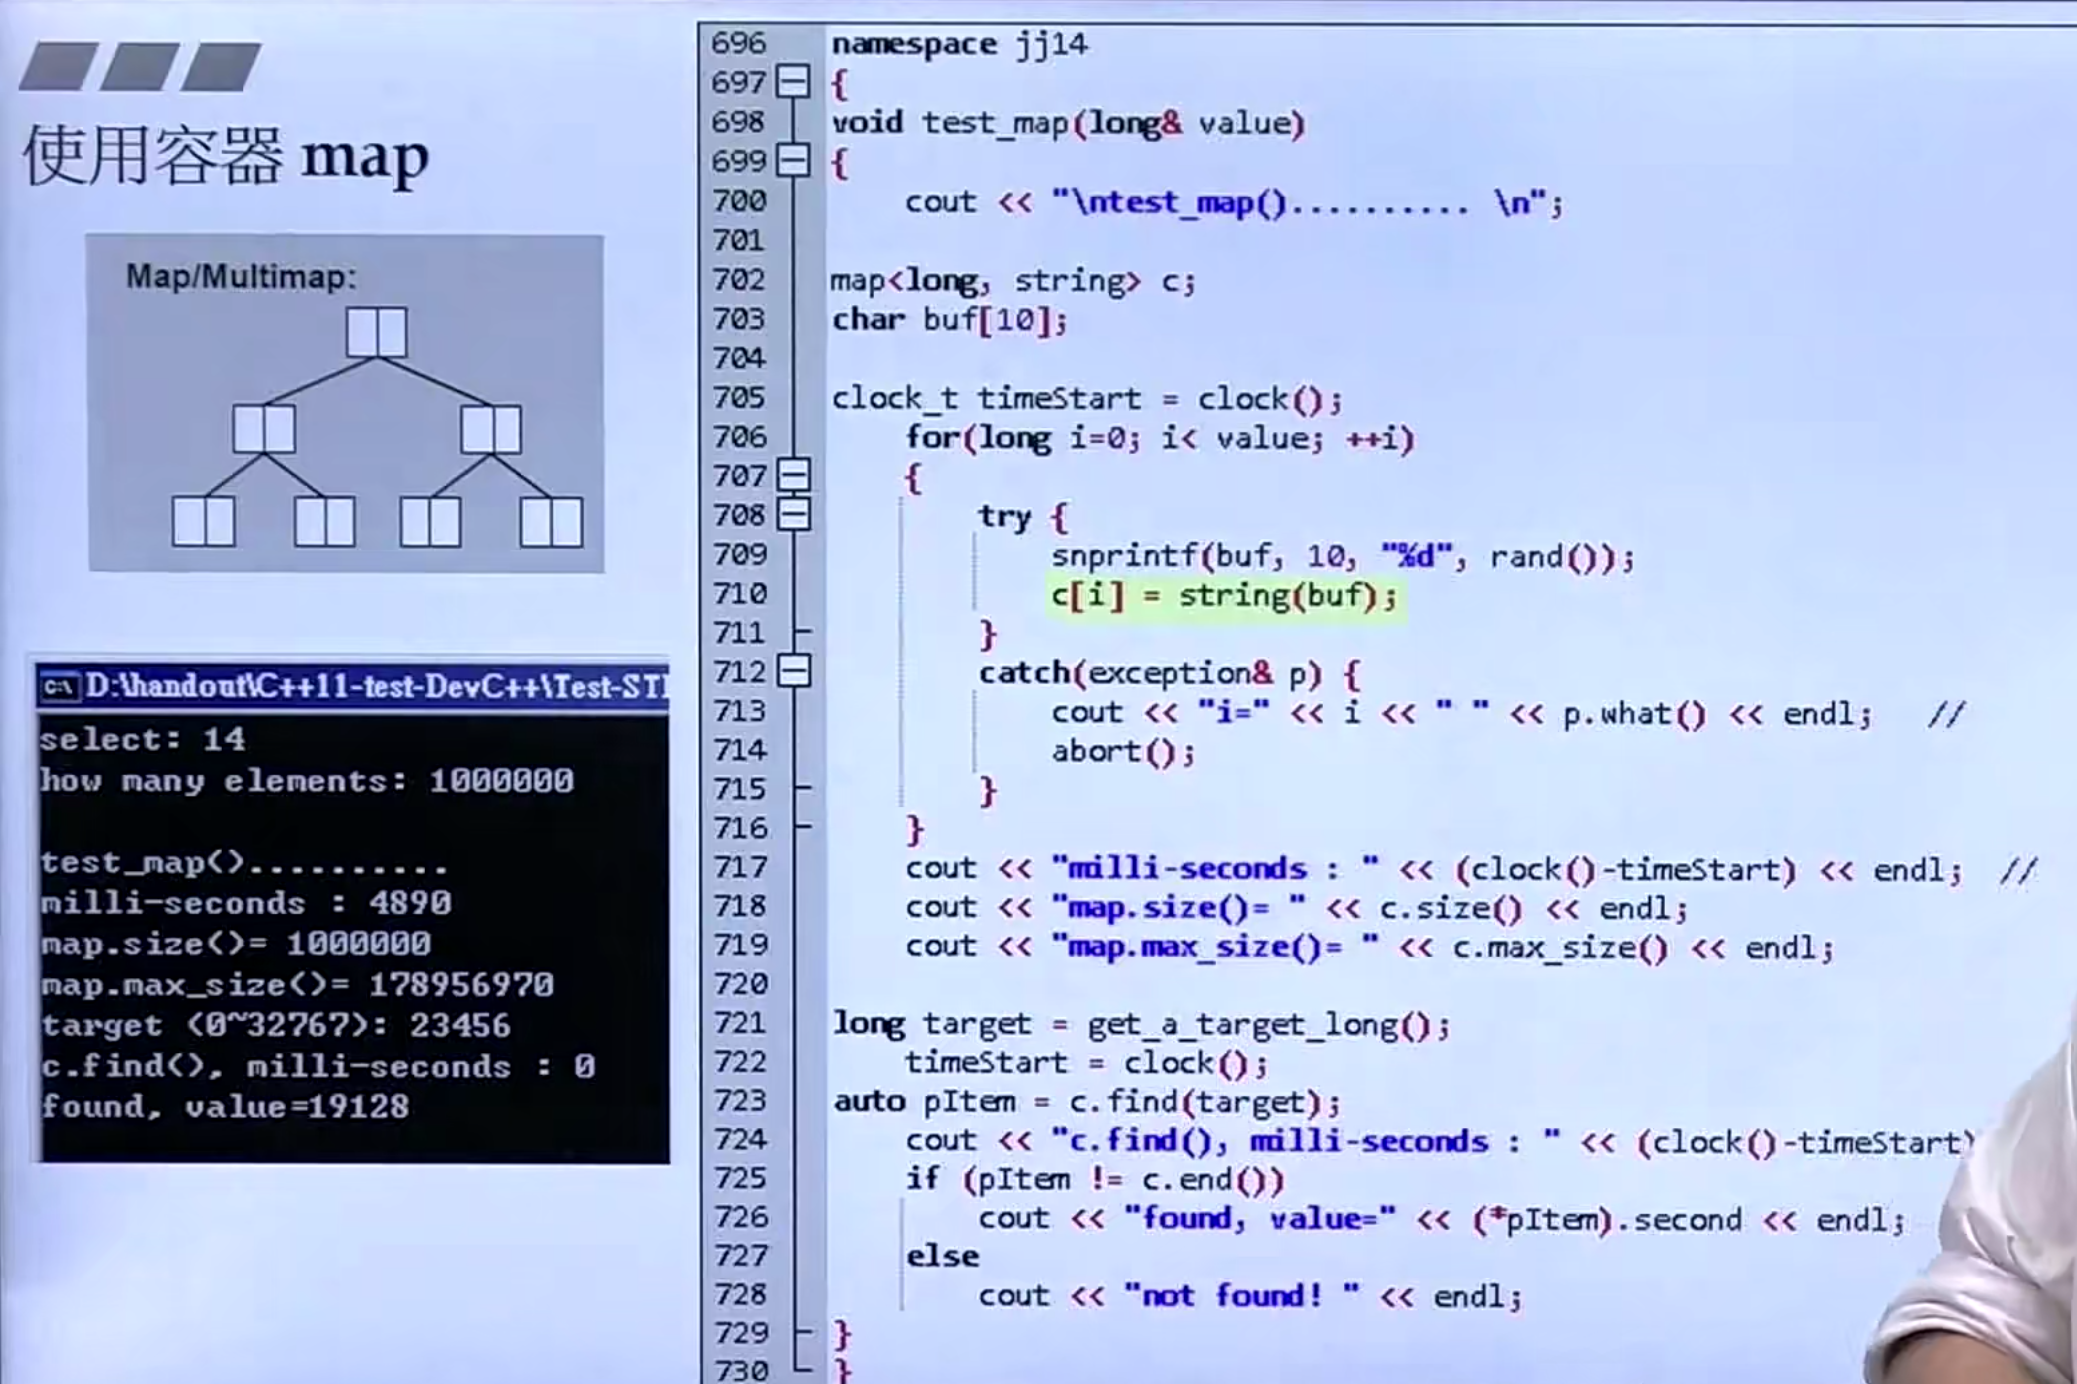 使用容器 map
Map/Multimap:
D:\handout\C++11-test-DevC++\Test-STL
select: 14
how many elements: 1000000
test_map()..........
milli-seconds : 4890
map.size()= 1000000
map.max_size()= 178956970
target (0~32767): 23456
c.find(), milli-seconds : 0
found, value=19128
696 namespace jj14
697 {
698 void test_map(long& value)
699 {
700 cout << "\ntest_map().......... \n";
701
702 map<long, string> c;
703 char buf[10];
704
705 clock_t timeStart = clock();
706 for(long i=0; i< value; ++i)
707 {
708 try {
709 snprintf(buf, 10, "%d", rand());
710 c[i] = string(buf);
711 }
712 catch(exception& p) {
713 cout << "i=" << i << " " << p.what() << endl; //
714 abort();
715 }
716 }
717 cout << "milli-seconds : " << (clock()-timeStart) << endl; //
718 cout << "map.size()= " << c.size() << endl;
719 cout << "map.max_size()= " << c.max_size() << endl;
720
721 long target = get_a_target_long();
722 timeStart = clock();
723 auto pItem = c.find(target);
724 cout << "c.find(), milli-seconds : " << (clock()-timeStart)
725 if (pItem != c.end())
726 cout << "found, value=" << (*pItem).second << endl;
727 else
728 cout << "not found! " << endl;
729 }
730 }